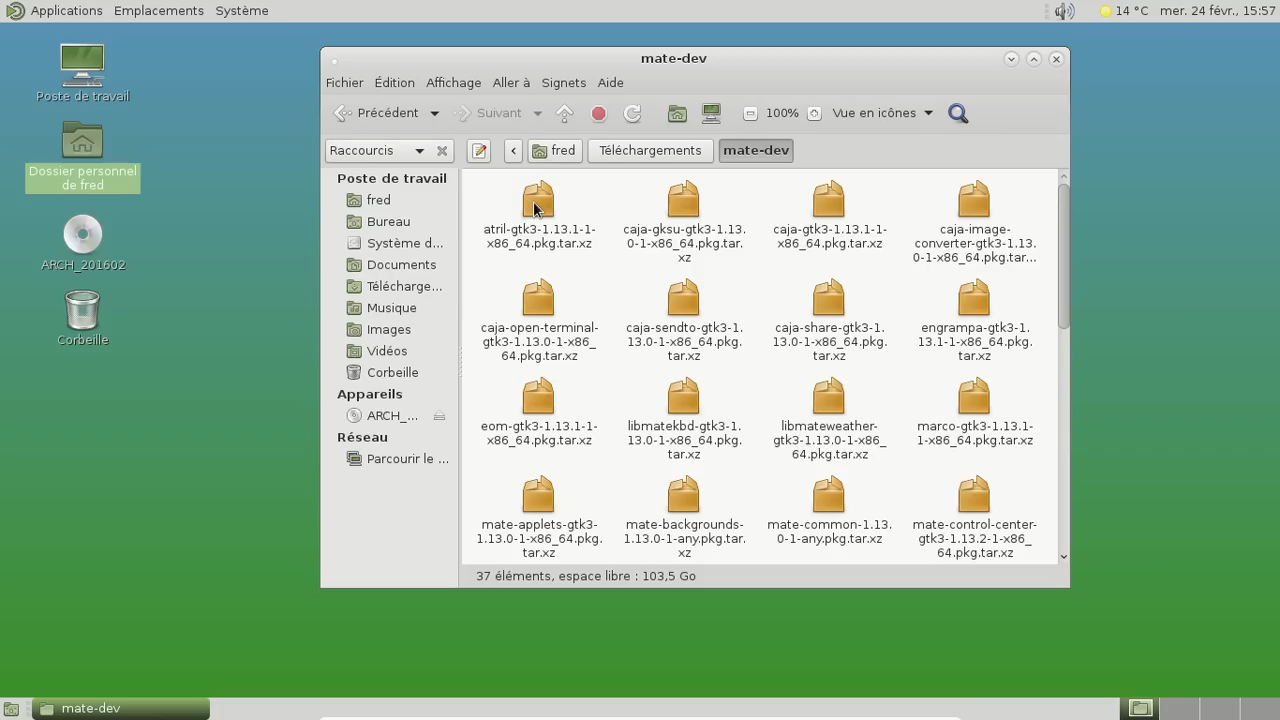 Applications Emplacements Système 14 °C mer. 24 févr., 15:57
Poste de travail
Dossier personnel
de fred
ARCH_201602
Corbeille
mate-dev
Fichier Édition Affichage Aller à Signets Aide
Précédent Suivant 100% Vue en icônes
Raccourcis fred Téléchargements mate-dev
Poste de travail
fred
Bureau
Système d...
Documents
Télécharge...
Musique
Images
Vidéos
Corbeille
Appareils
ARCH_...
Réseau
Parcourir le ...
atril-gtk3-1.13.1-1-
x86_64.pkg.tar.xz
caja-gksu-gtk3-1.13.
0-1-x86_64.pkg.tar.
xz
caja-gtk3-1.13.1-1-
x86_64.pkg.tar.xz
caja-image-
converter-gtk3-1.13.
0-1-x86_64.pkg.tar...
caja-open-terminal-
gtk3-1.13.0-1-x86_
64.pkg.tar.xz
caja-sendto-gtk3-1.
13.0-1-x86_64.pkg.
tar.xz
caja-share-gtk3-1.
13.0-1-x86_64.pkg.
tar.xz
engrampa-gtk3-1.
13.1-1-x86_64.pkg.
tar.xz
eom-gtk3-1.13.1-1-
x86_64.pkg.tar.xz
libmatekbd-gtk3-1.
13.0-1-x86_64.pkg.
tar.xz
libmateweather-
gtk3-1.13.0-1-x86_
64.pkg.tar.xz
marco-gtk3-1.13.1-
1-x86_64.pkg.tar.xz
mate-applets-gtk3-
1.13.0-1-x86_64.pkg.
tar.xz
mate-backgrounds-
1.13.0-1-any.pkg.tar.
xz
mate-common-1.13.
0-1-any.pkg.tar.xz
mate-control-center-
gtk3-1.13.2-1-x86_
64.pkg.tar.xz
37 éléments, espace libre : 103,5 Go
mate-dev